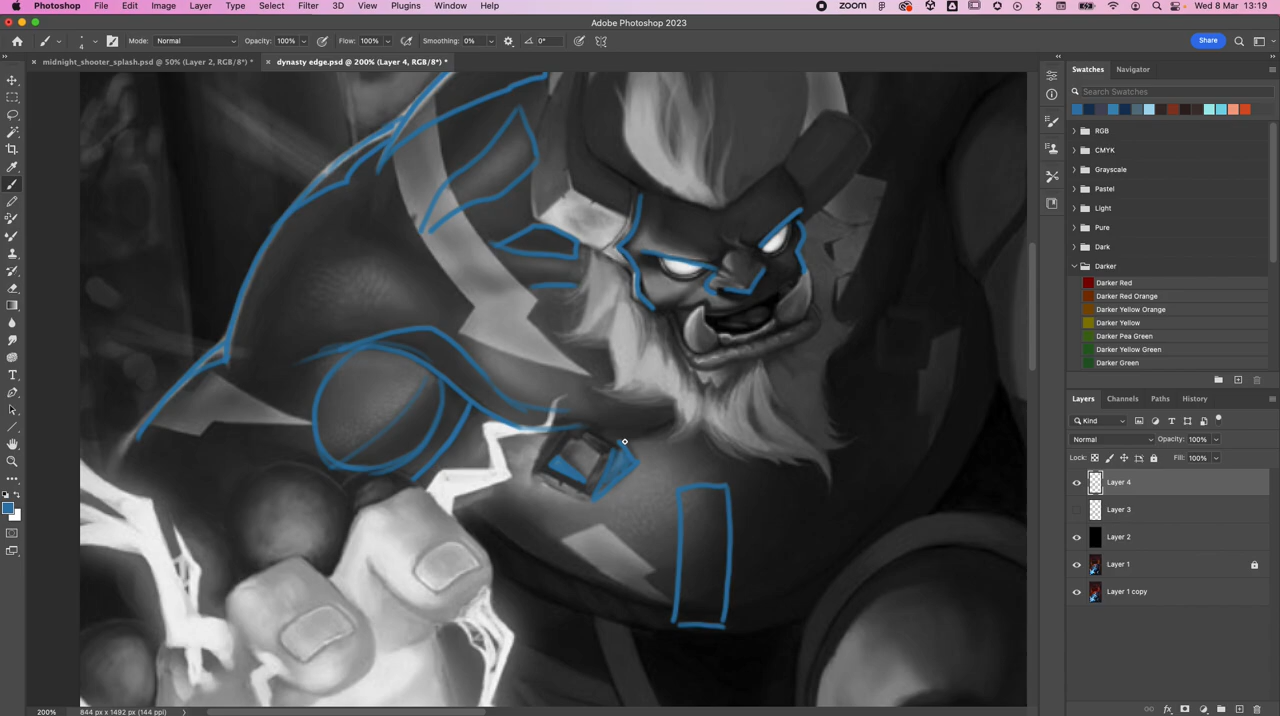 Photoshop File Edit Image Layer Type Select Filter 3D View Plugins Window Help zoom Wed 8 Mar 13:19
Adobe Photoshop 2023
4 Mode: Normal Opacity: 100% Flow: 100% Smoothing: 0% 0° Share
midnight_shooter_splash.psd @ 50% (Layer 2, RGB/8*) * dynasty edge.psd @ 200% (Layer 4, RGB/8*) *
Swatches Navigator
Search Swatches
RGB
CMYK
Grayscale
Pastel
Light
Pure
Dark
Darker
Darker Red
Darker Red Orange
Darker Yellow Orange
Darker Yellow
Darker Pea Green
Darker Yellow Green
Darker Green
Layers Channels Paths History
Kind
Normal Opacity: 100%
Lock: Fill: 100%
Layer 4
Layer 3
Layer 2
Layer 1
Layer 1 copy
200% 844 px x 1492 px (144 ppi)